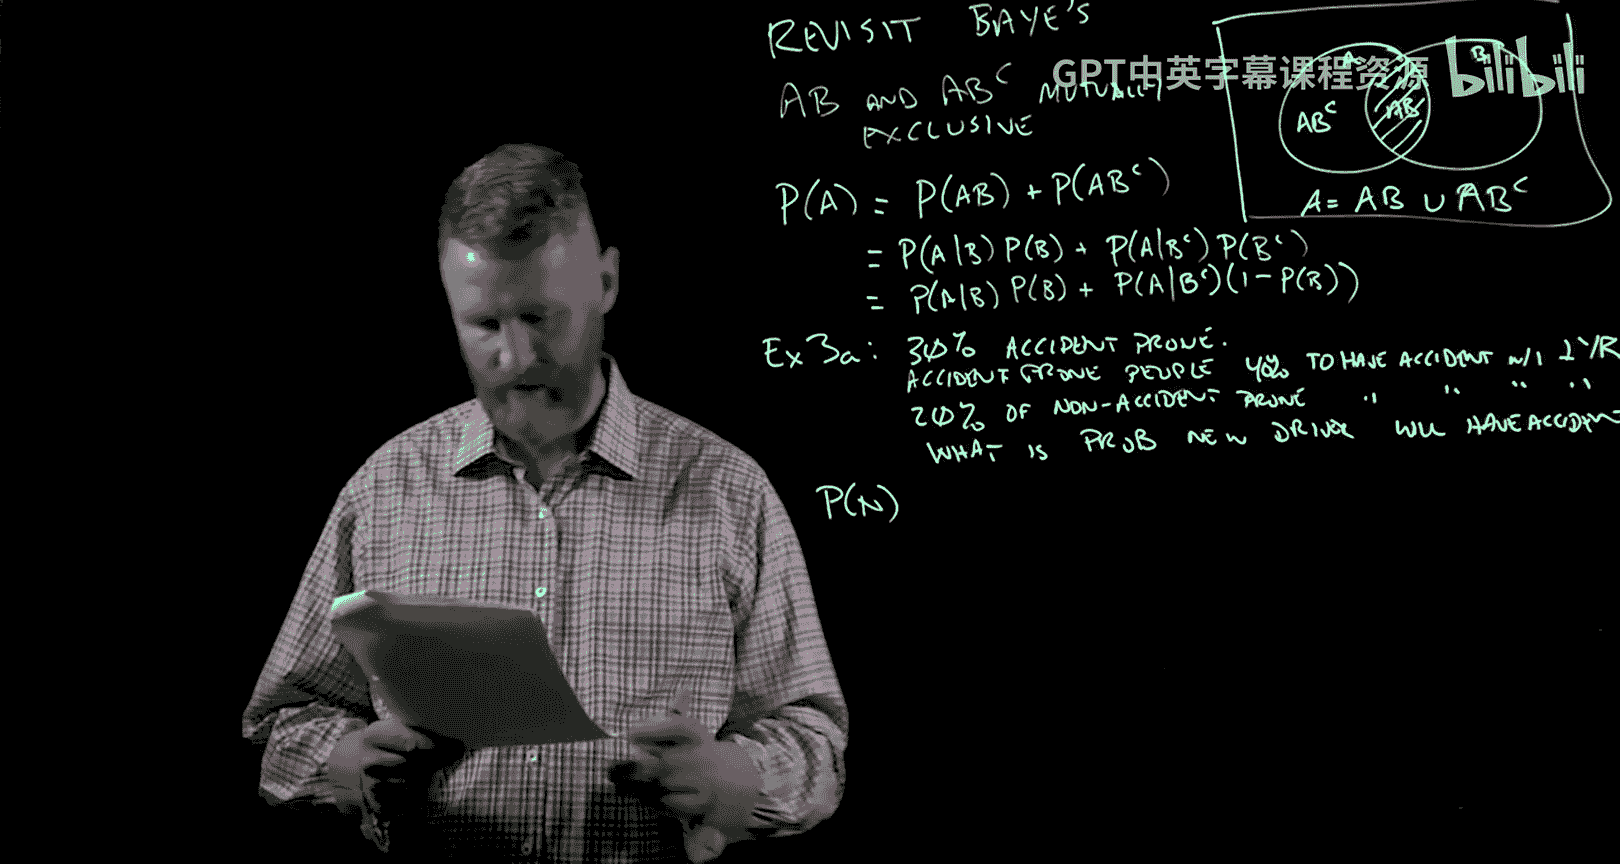 REVISIT BAYE'S
GPT中英字幕课程资源 bilibili
AB AND AB^C MUTUALLY
EXCLUSIVE
A B
AB^C AB
A = AB ∪ AB^C
P(A) = P(AB) + P(AB^C)
= P(A|B) P(B) + P(A|B^C) P(B^C)
= P(A|B) P(B) + P(A|B^C)(1 - P(B))
Ex 3a: 30% ACCIDENT PRONE.
ACCIDENT PRONE PEOPLE 40% TO HAVE ACCIDENT W/I 1 YR
20% OF NON-ACCIDENT PRONE " " " "
WHAT IS PROB NEW DRIVER WILL HAVE ACCIDENT
P(N)